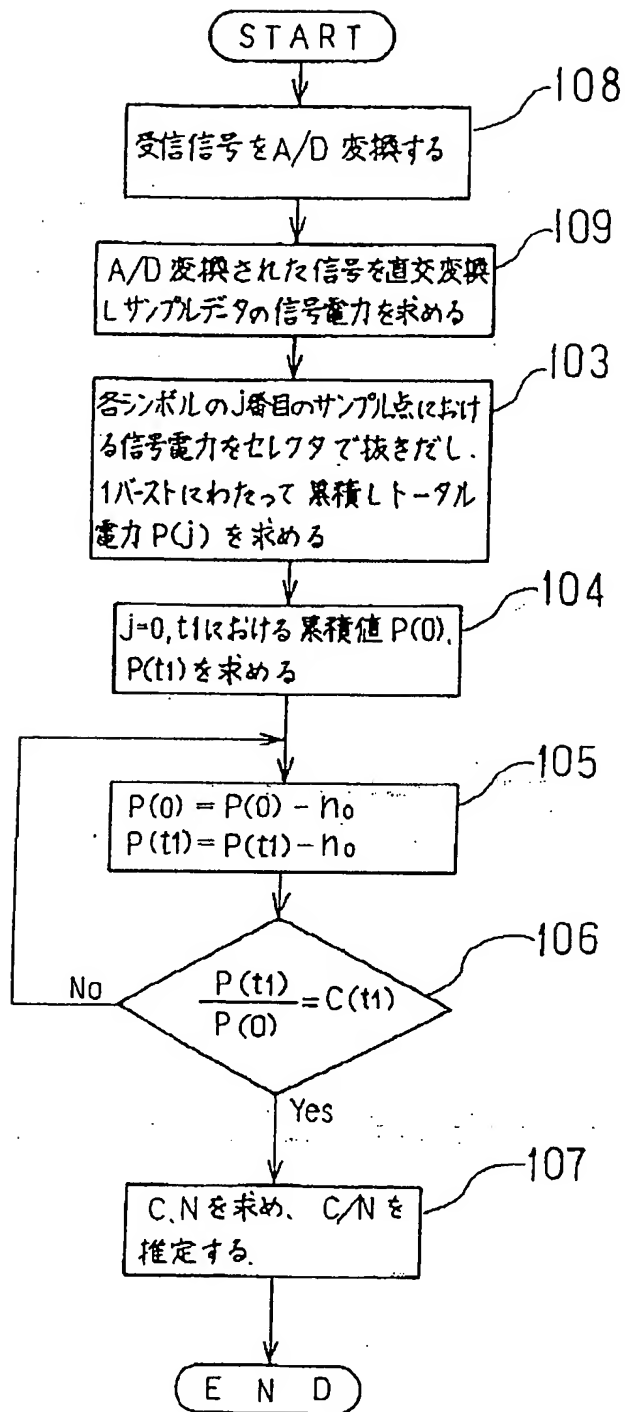 START
108
受信信号をA/D変換する
109
A/D変換された信号を直交変換
しサンプルデータの信号電力を求める
103
各シンボルのj番目のサンプル点におけ
る信号電力をセレクタで抜きだし、
1バーストにわたって累積しトータル
電力P(j)を求める
104
j=0,t1における累積値P(0),
P(t1)を求める
105
P(0)=P(0)-n₀
P(t1)=P(t1)-n₀
106
P(t1)
P(0)
=C(t1)
No
Yes
107
C、Nを求め、C/Nを
推定する.
END